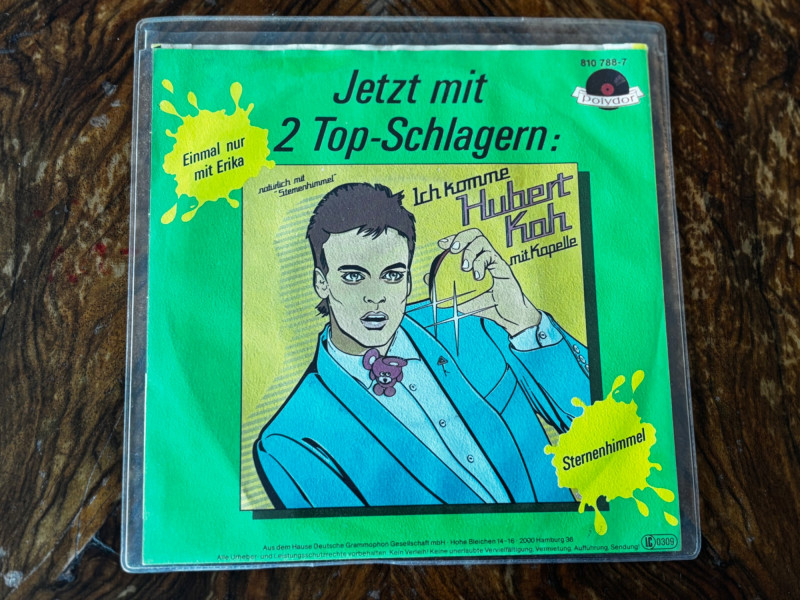 810 788-7
Polydor
Jetzt mit
2 Top-Schlagern:
Einmal nur
mit Erika
natürlich mit
"Sternenhimmel"
Ich komme
Hubert
Kah
mit Kapelle
Sternenhimmel
Aus dem Hause Deutsche Grammophon Gesellschaft mbH · Hohe Bleichen 14-16 · 2000 Hamburg 36
Alle Urheber- und Leistungsschutzrechte vorbehalten. Kein Verleih! Keine unerlaubte Vervielfältigung, Vermietung, Aufführung, Sendung!
LC 0309